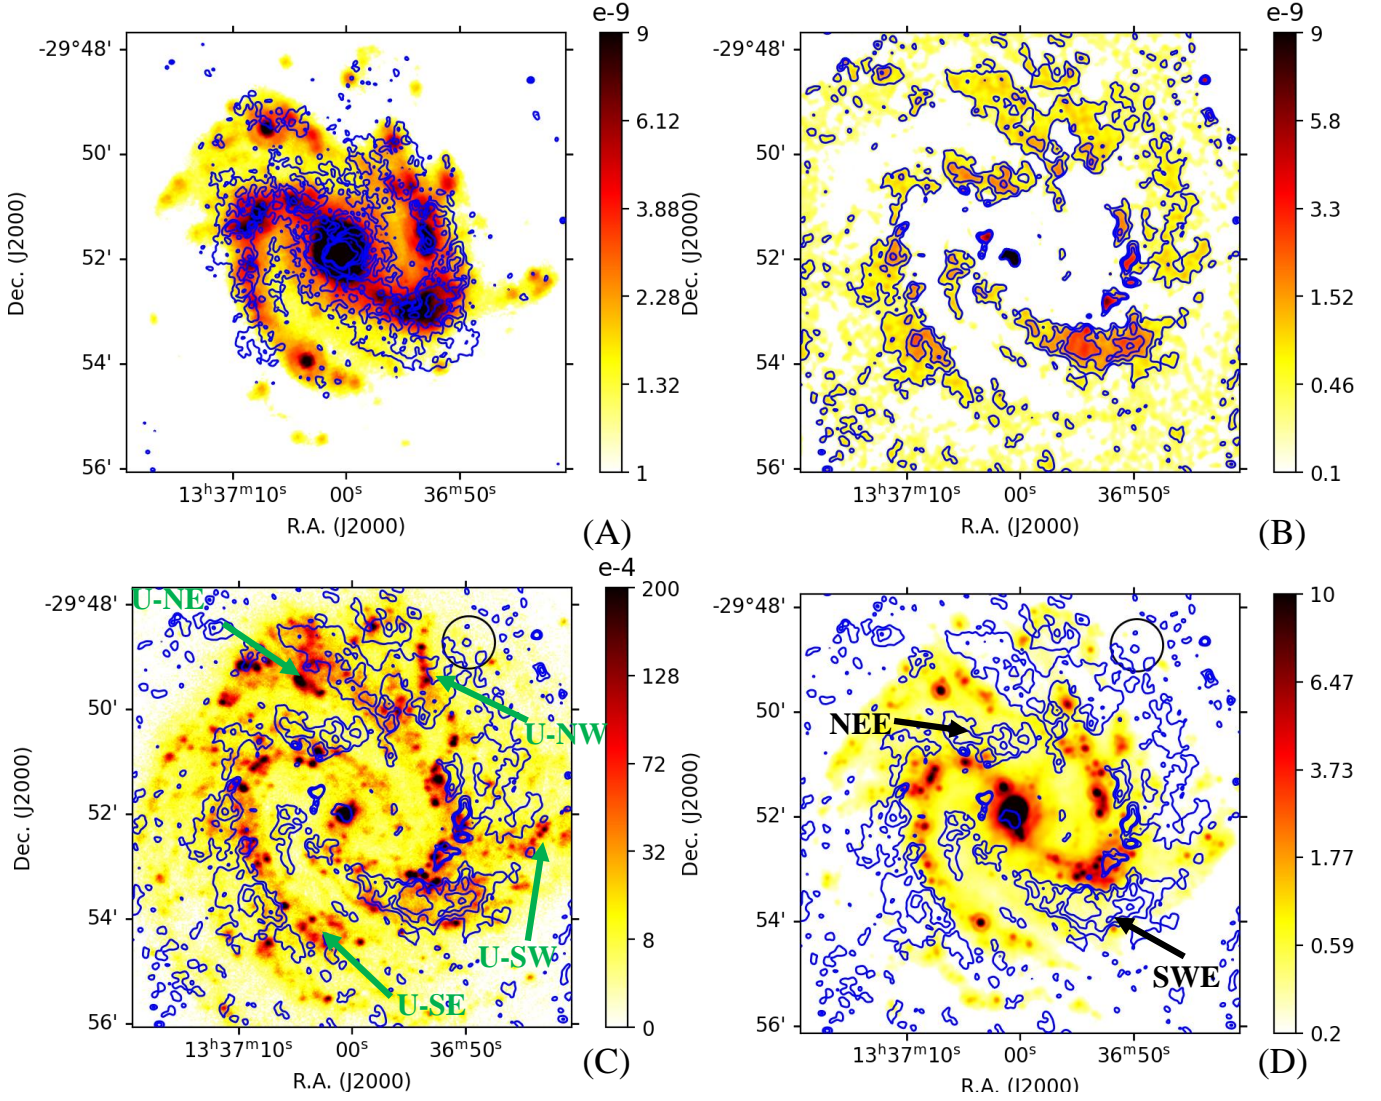 e-9
9
6.12
3.88
2.28
1.32
1
-29°48'
50'
52'
54'
56'
Dec. (J2000)
13ʰ37ᵐ10ˢ 00ˢ 36ᵐ50ˢ
R.A. (J2000)
(A)
e-9
9
5.8
3.3
1.52
0.46
0.1
-29°48'
50'
52'
54'
56'
Dec. (J2000)
13ʰ37ᵐ10ˢ 00ˢ 36ᵐ50ˢ
R.A. (J2000)
(B)
e-4
200
128
72
32
8
0
-29°48'
50'
52'
54'
56'
Dec. (J2000)
U-NE
U-NW
U-SW
U-SE
13ʰ37ᵐ10ˢ 00ˢ 36ᵐ50ˢ
R.A. (J2000)
(C)
10
6.47
3.73
1.77
0.59
0.2
-29°48'
50'
52'
54'
56'
Dec. (J2000)
NEE
SWE
13ʰ37ᵐ10ˢ 00ˢ 36ᵐ50ˢ
R.A. (J2000)
(D)